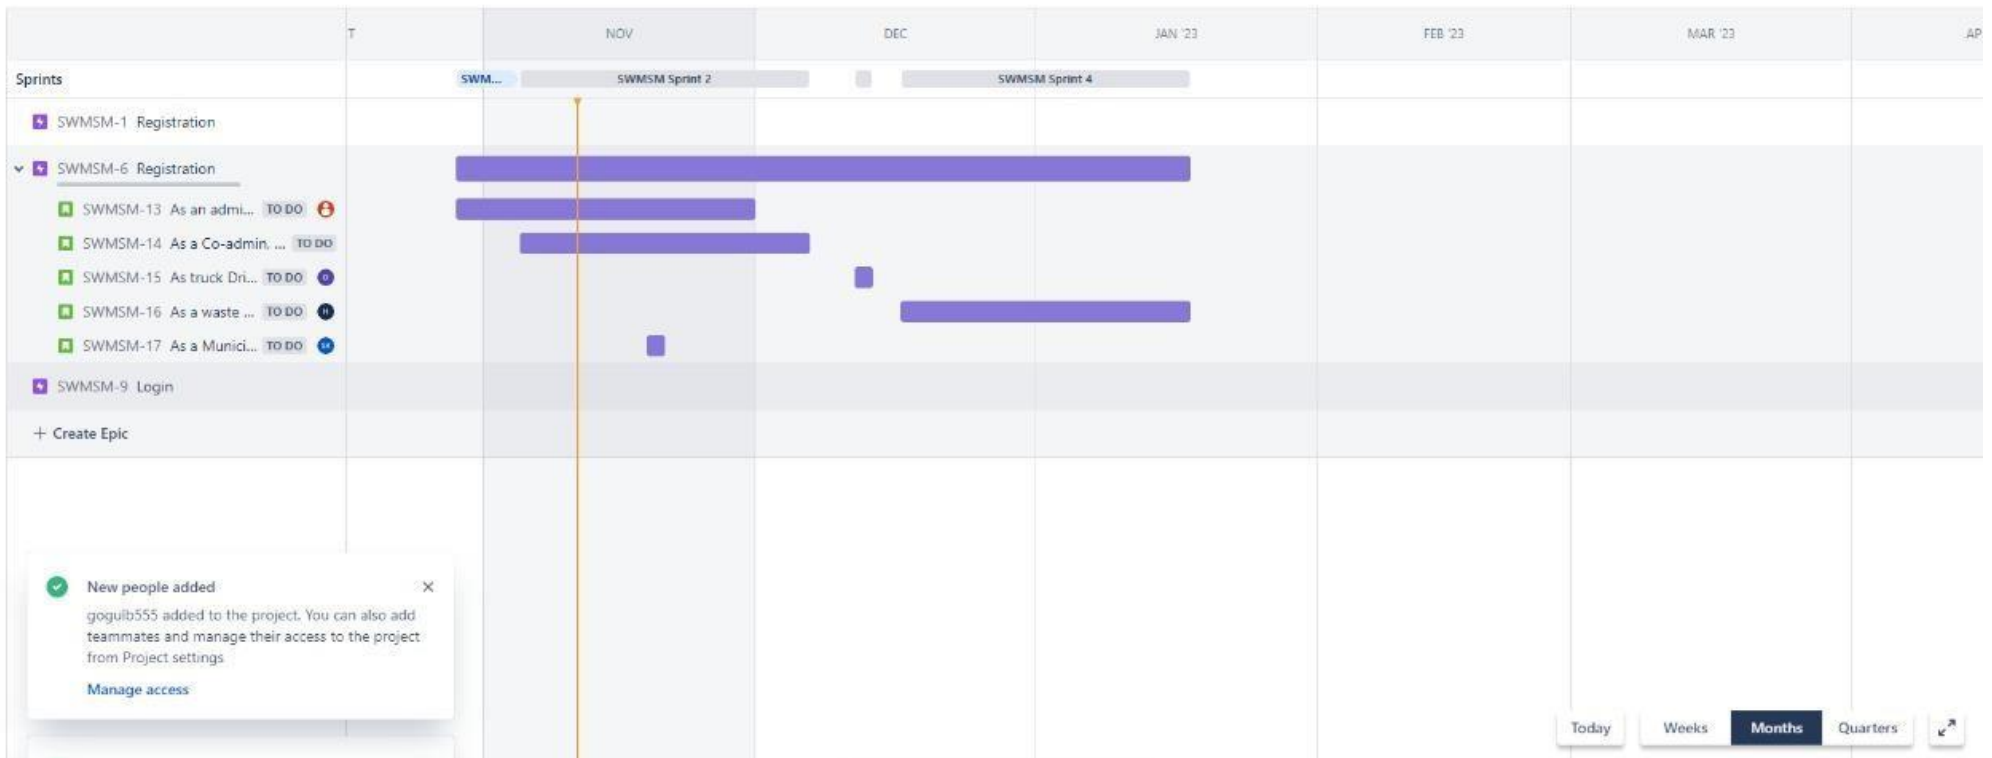 T NOV DEC JAN '23 FEB '23 MAR '23 AP
Sprints SWM... SWMSM Sprint 2 SWMSM Sprint 4
SWMSM-1 Registration
SWMSM-6 Registration
SWMSM-13 As an admi... TO DO
SWMSM-14 As a Co-admin, ... TO DO
SWMSM-15 As truck Dri... TO DO
SWMSM-16 As a waste ... TO DO
SWMSM-17 As a Munici... TO DO
SWMSM-9 Login
+ Create Epic
New people added
gogulb555 added to the project. You can also add
teammates and manage their access to the project
from Project settings
Manage access
Today Weeks Months Quarters